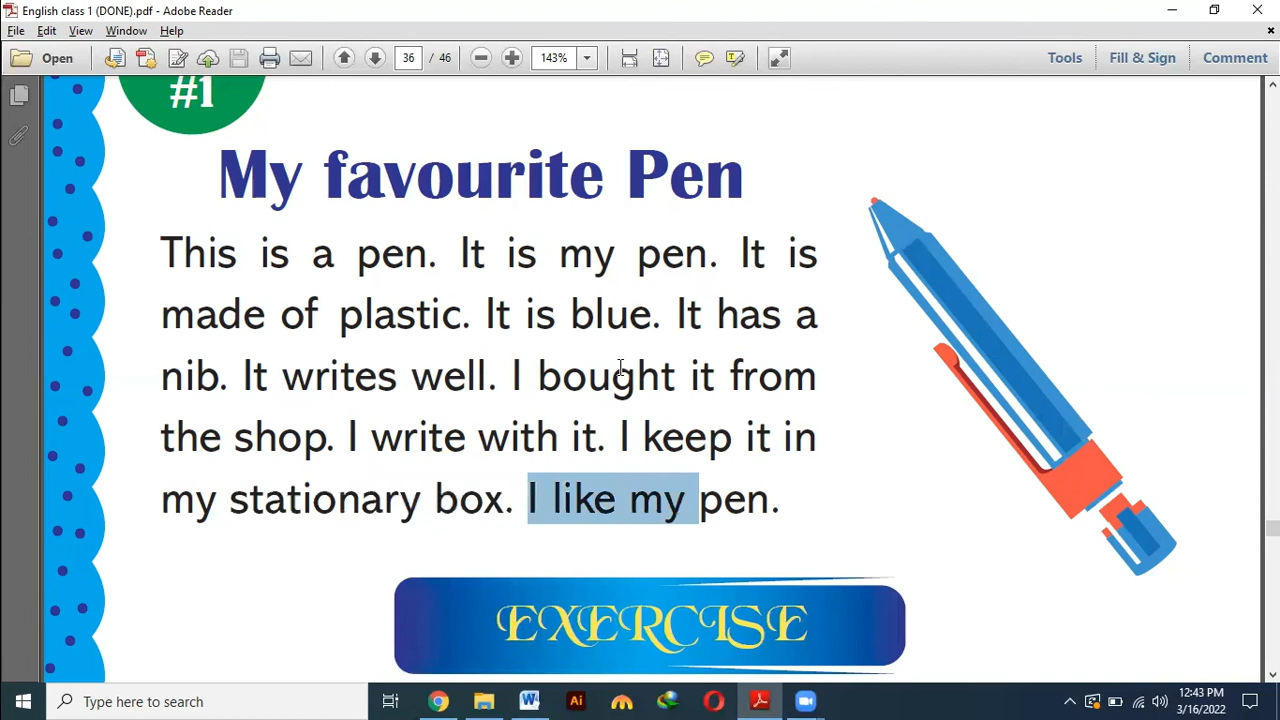 English class 1 (DONE).pdf - Adobe Reader
File Edit View Window Help
Open 36 / 46 143% Tools Fill & Sign Comment
#1
My favourite Pen
This is a pen. It is my pen. It is
made of plastic. It is blue. It has a
nib. It writes well. I bought it from
the shop. I write with it. I keep it in
my stationary box. I like my pen.
EXERCISE
Type here to search
12:43 PM
3/16/2022